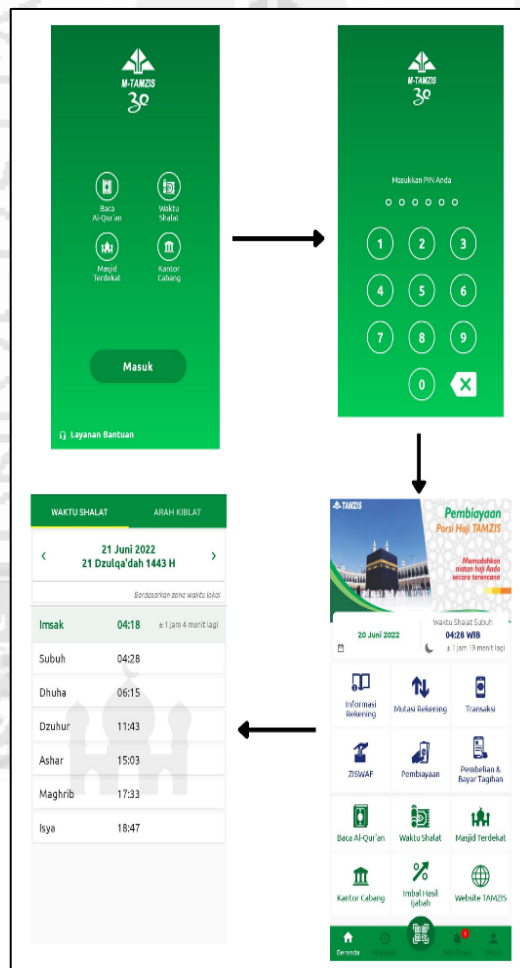 M-TAMZIS
30
Baca
Al-Qur'an
Waktu
Shalat
Masjid
Terdekat
Kantor
Cabang
Masuk
Layanan Bantuan
M-TAMZIS
30
Masukkan PIN Anda
1 2 3
4 5 6
7 8 9
0
TAMZIS
Pembiayaan
Porsi Haji TAMZIS
Memudahkan
niatan haji Anda
secara terencana
20 Juni 2022
Waktu Shalat Subuh
04:28 WIB
± 1 jam 19 menit lagi
Informasi
Rekening
Mutasi Rekening
Transaksi
ZISWAF
Pembiayaan
Pembelian &
Bayar Tagihan
Baca Al-Qur'an
Waktu Shalat
Masjid Terdekat
Kantor Cabang
Imbal Hasil
Ijabah
Website TAMZIS
Beranda
WAKTU SHALAT ARAH KIBLAT
21 Juni 2022
21 Dzulqa'dah 1443 H
Berdasarkan zona waktu lokal
Imsak 04:18 ± 1 jam 4 menit lagi
Subuh 04:28
Dhuha 06:15
Dzuhur 11:43
Ashar 15:03
Maghrib 17:33
Isya 18:47